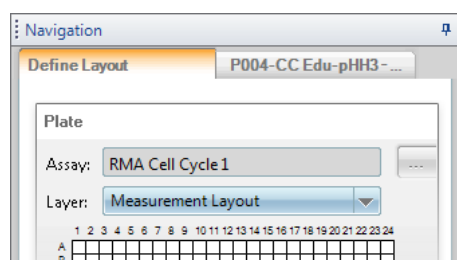 Navigation
Define Layout P004-CC Edu-pHH3-...
Plate
Assay: RMA Cell Cycle1 ...
Layer: Measurement Layout
1 2 3 4 5 6 7 8 9 10 11 12 13 14 15 16 17 18 19 20 21 22 23 24
A
B